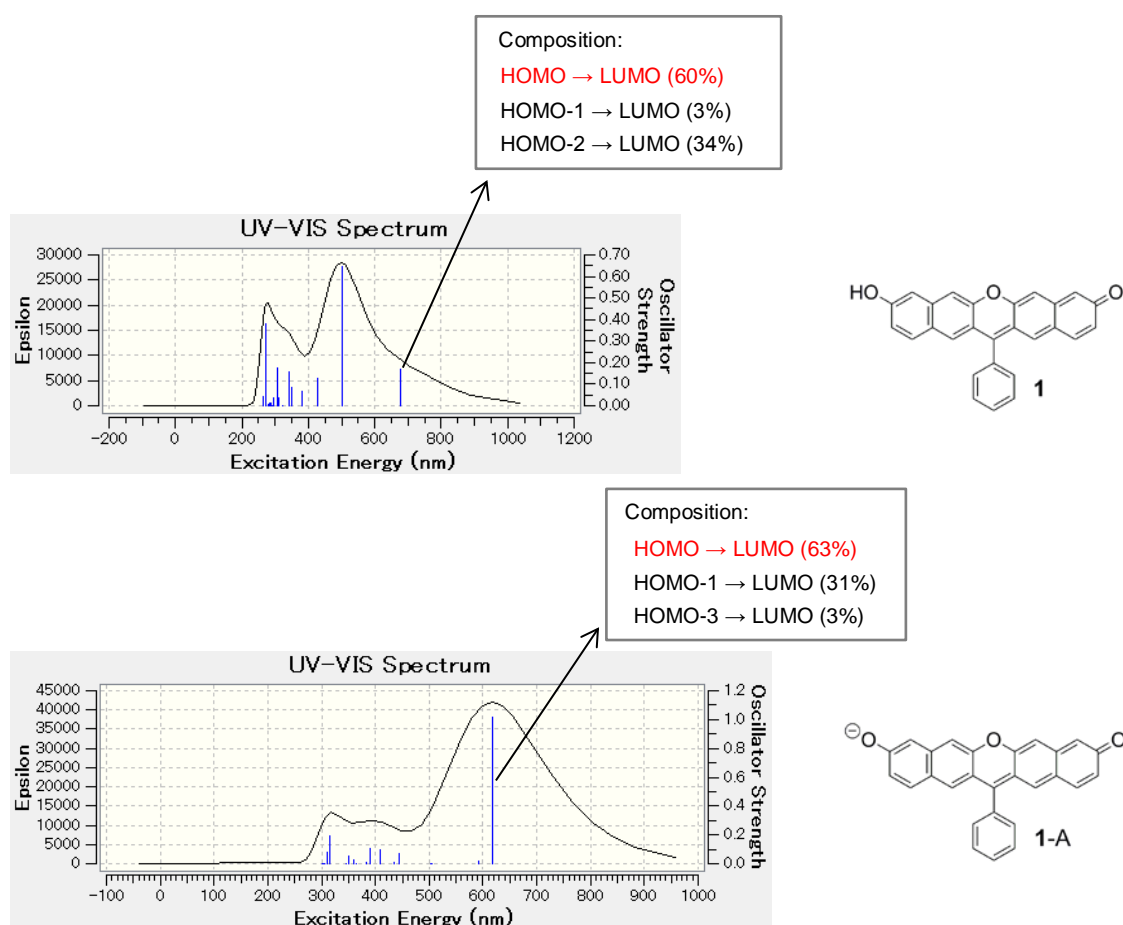 Composition:
HOMO → LUMO (60%)
HOMO-1 → LUMO (3%)
HOMO-2 → LUMO (34%)
UV-VIS Spectrum
30000
25000
20000
15000
10000
5000
0
Epsilon
0.70
0.60
0.50
0.40
0.30
0.20
0.10
0.00
Oscillator
Strength
-200 0 200 400 600 800 1000 1200
Excitation Energy (nm)
HO
O
O
1
Composition:
HOMO → LUMO (63%)
HOMO-1 → LUMO (31%)
HOMO-3 → LUMO (3%)
UV-VIS Spectrum
45000
40000
35000
30000
25000
20000
15000
10000
5000
0
Epsilon
1.2
1.0
0.8
0.6
0.4
0.2
0.0
Oscillator Strength
-100 0 100 200 300 400 500 600 700 800 900 1000
Excitation Energy (nm)
⊖O
O
O
1-A